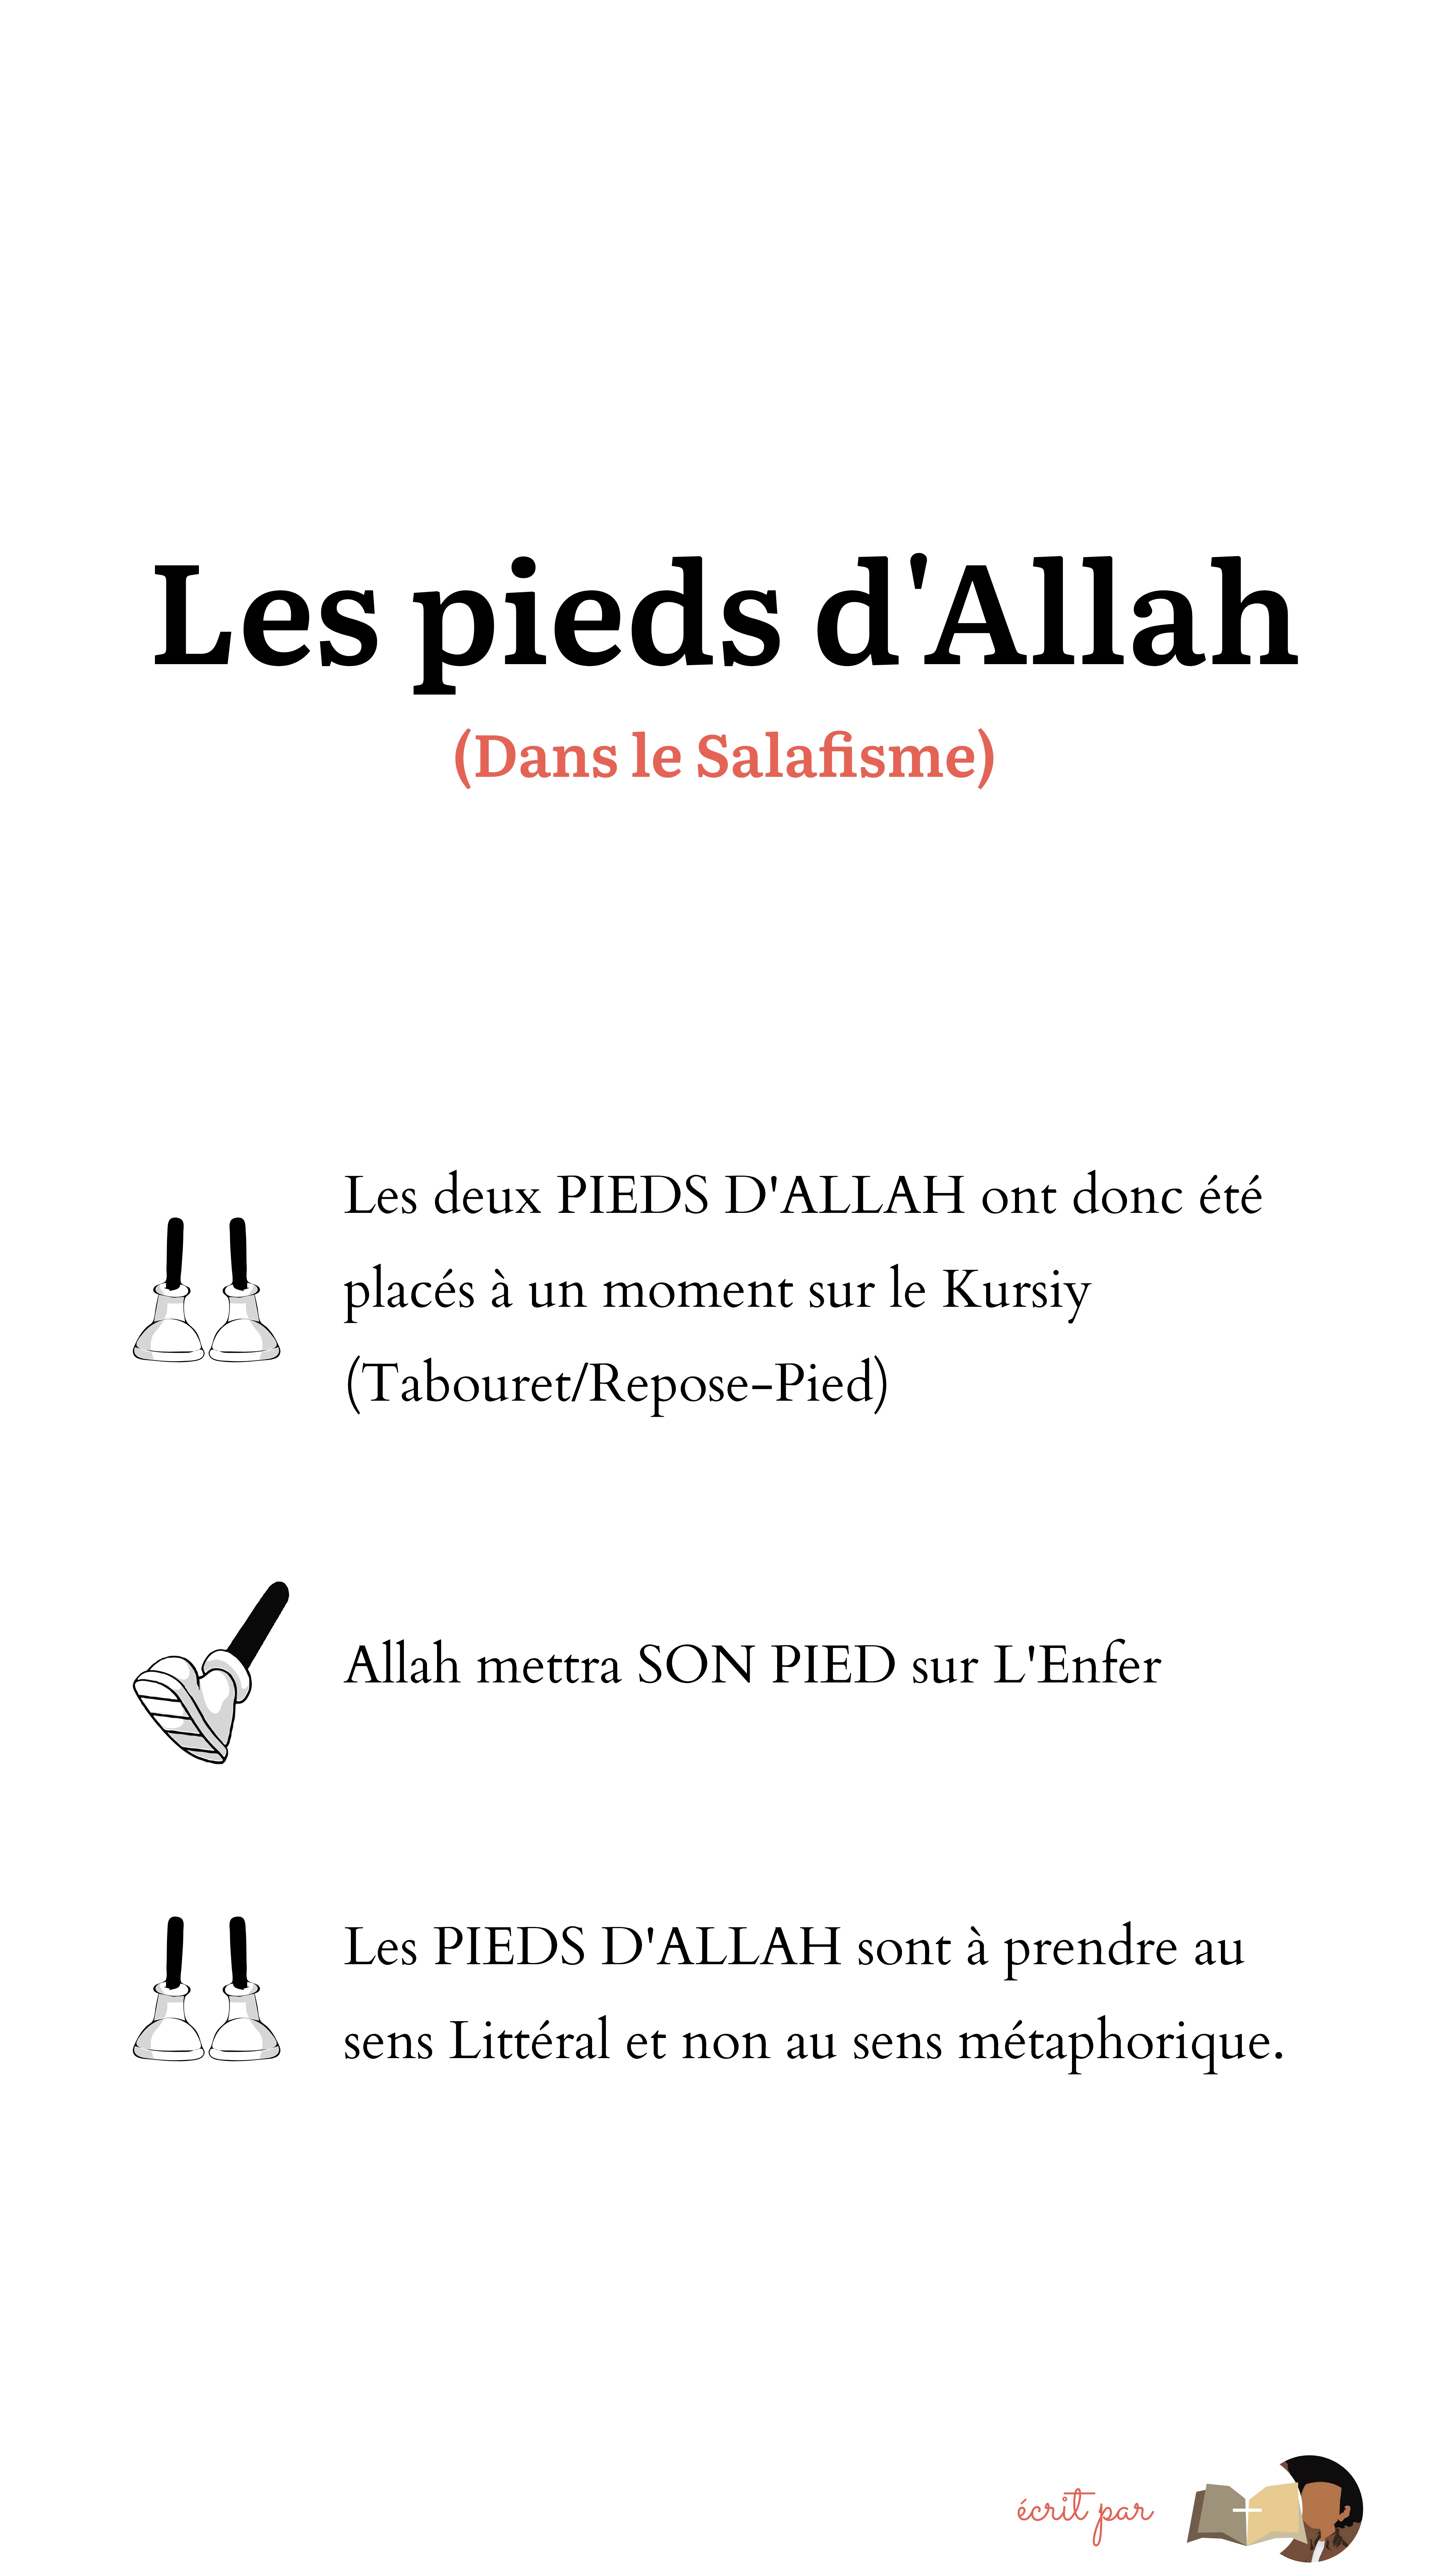 Les pieds d'Allah
(Dans le Salafisme)
Les deux PIEDS D'ALLAH ont donc été
placés à un moment sur le Kursiy
(Tabouret/Repose-Pied)
Allah mettra SON PIED sur L'Enfer
Les PIEDS D'ALLAH sont à prendre au
sens Littéral et non au sens métaphorique.
écrit par